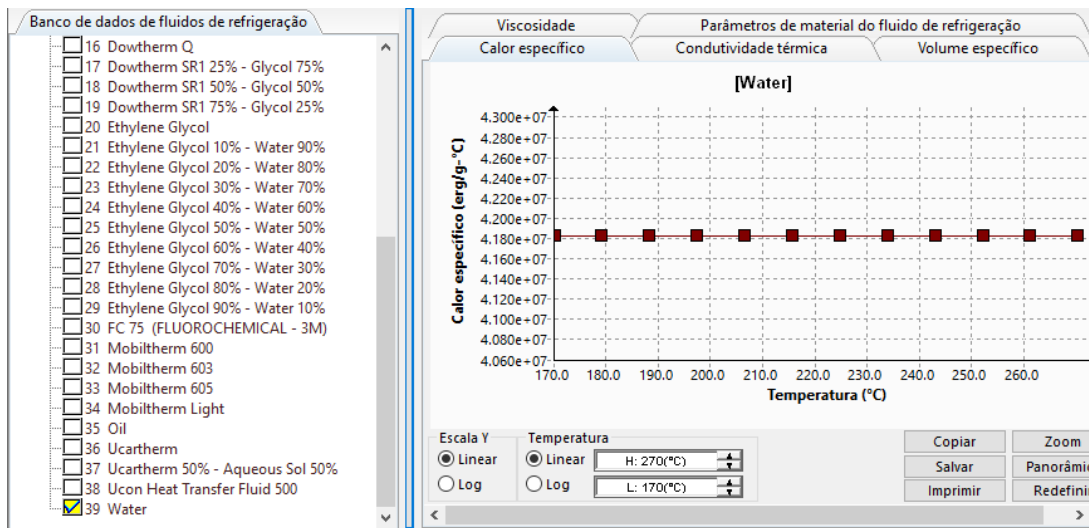 Banco de dados de fluidos de refrigeração
16 Dowtherm Q
17 Dowtherm SR1 25% - Glycol 75%
18 Dowtherm SR1 50% - Glycol 50%
19 Dowtherm SR1 75% - Glycol 25%
20 Ethylene Glycol
21 Ethylene Glycol 10% - Water 90%
22 Ethylene Glycol 20% - Water 80%
23 Ethylene Glycol 30% - Water 70%
24 Ethylene Glycol 40% - Water 60%
25 Ethylene Glycol 50% - Water 50%
26 Ethylene Glycol 60% - Water 40%
27 Ethylene Glycol 70% - Water 30%
28 Ethylene Glycol 80% - Water 20%
29 Ethylene Glycol 90% - Water 10%
30 FC 75 (FLUOROCHEMICAL - 3M)
31 Mobiltherm 600
32 Mobiltherm 603
33 Mobiltherm 605
34 Mobiltherm Light
35 Oil
36 Ucartherm
37 Ucartherm 50% - Aqueous Sol 50%
38 Ucon Heat Transfer Fluid 500
39 Water
Viscosidade Parâmetros de material do fluido de refrigeração
Calor específico Condutividade térmica Volume específico
[Water]
Calor específico (erg/g-°C)
4.300e+07
4.280e+07
4.260e+07
4.240e+07
4.220e+07
4.200e+07
4.180e+07
4.160e+07
4.140e+07
4.120e+07
4.100e+07
4.080e+07
4.060e+07
170.0 180.0 190.0 200.0 210.0 220.0 230.0 240.0 250.0 260.0
Temperatura (°C)
Escala Y Temperatura
Linear Linear H: 270(°C)
Log Log L: 170(°C)
Copiar Zoom
Salvar Panorâmic
Imprimir Redefini